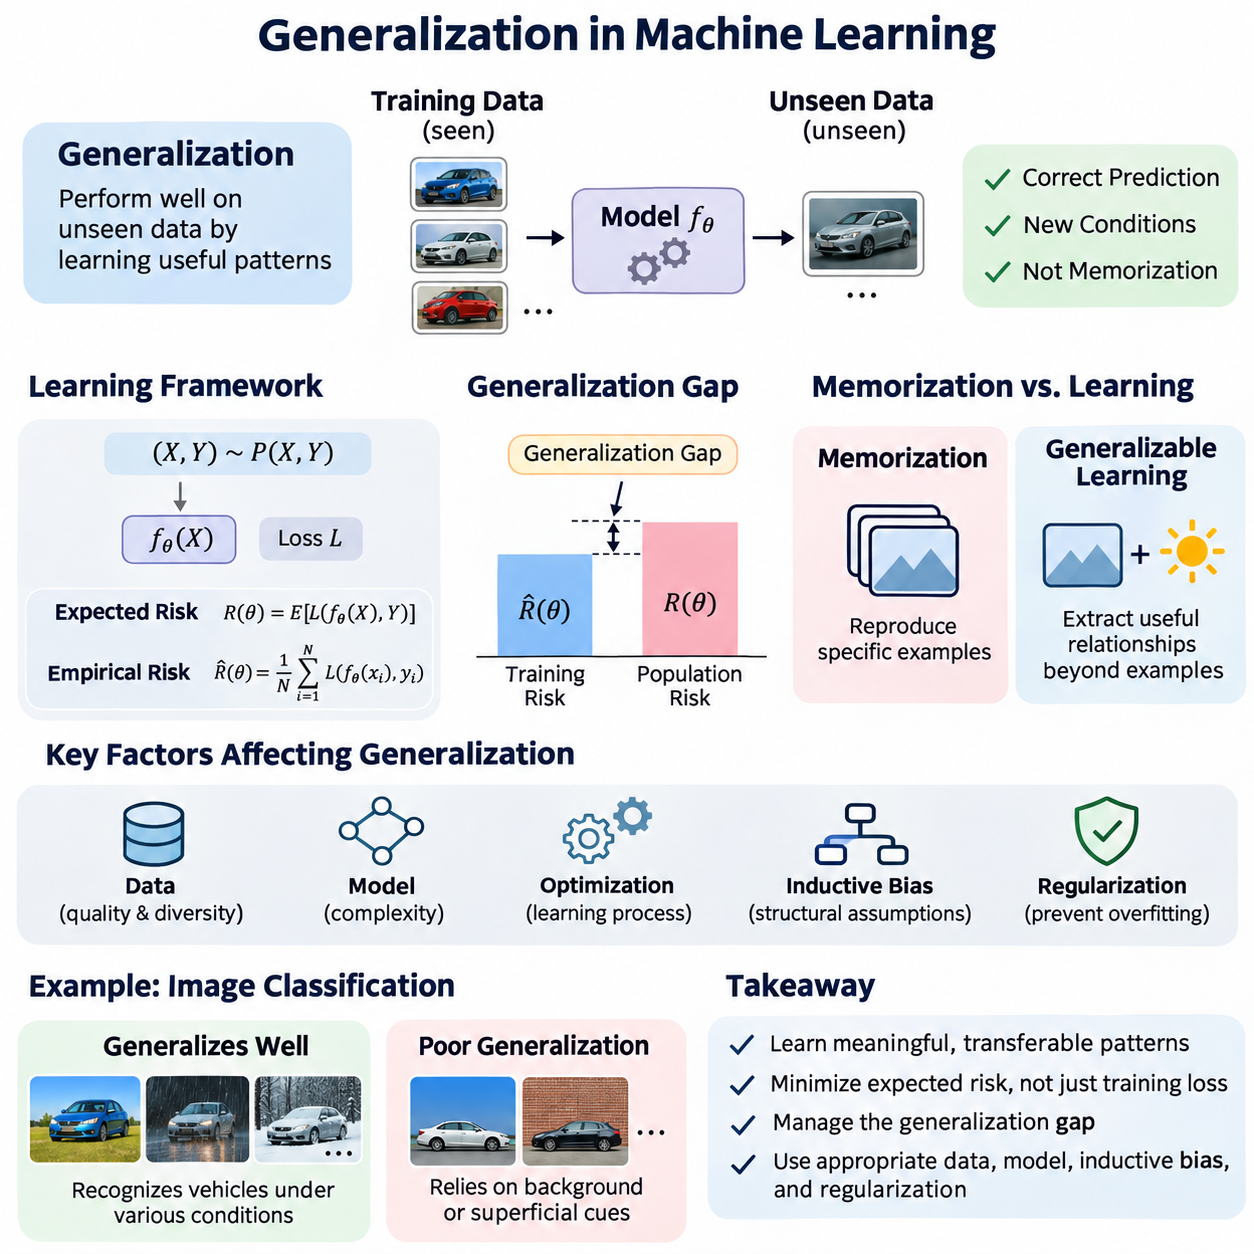 Generalization in Machine Learning
Generalization
Perform well on
unseen data by
learning useful patterns
Training Data
(seen)
...
Model f_θ
Unseen Data
(unseen)
...
Correct Prediction
New Conditions
Not Memorization
Learning Framework
(X, Y) ~ P(X, Y)
f_θ(X)
Loss L
Expected Risk R(θ) = E[L(f_θ(X), Y)]
Empirical Risk R̂(θ) = 1/N ∑_{i=1}^{N} L(f_θ(x_i), y_i)
Generalization Gap
Generalization Gap
R̂(θ)
R(θ)
Training
Risk
Population
Risk
Memorization vs. Learning
Memorization
Reproduce
specific examples
Generalizable
Learning
+
Extract useful
relationships
beyond examples
Key Factors Affecting Generalization
Data
(quality & diversity)
Model
(complexity)
Optimization
(learning process)
Inductive Bias
(structural assumptions)
Regularization
(prevent overfitting)
Example: Image Classification
Generalizes Well
...
Recognizes vehicles under
various conditions
Poor Generalization
...
Relies on background
or superficial cues
Takeaway
Learn meaningful, transferable patterns
Minimize expected risk, not just training loss
Manage the generalization gap
Use appropriate data, model, inductive bias,
and regularization